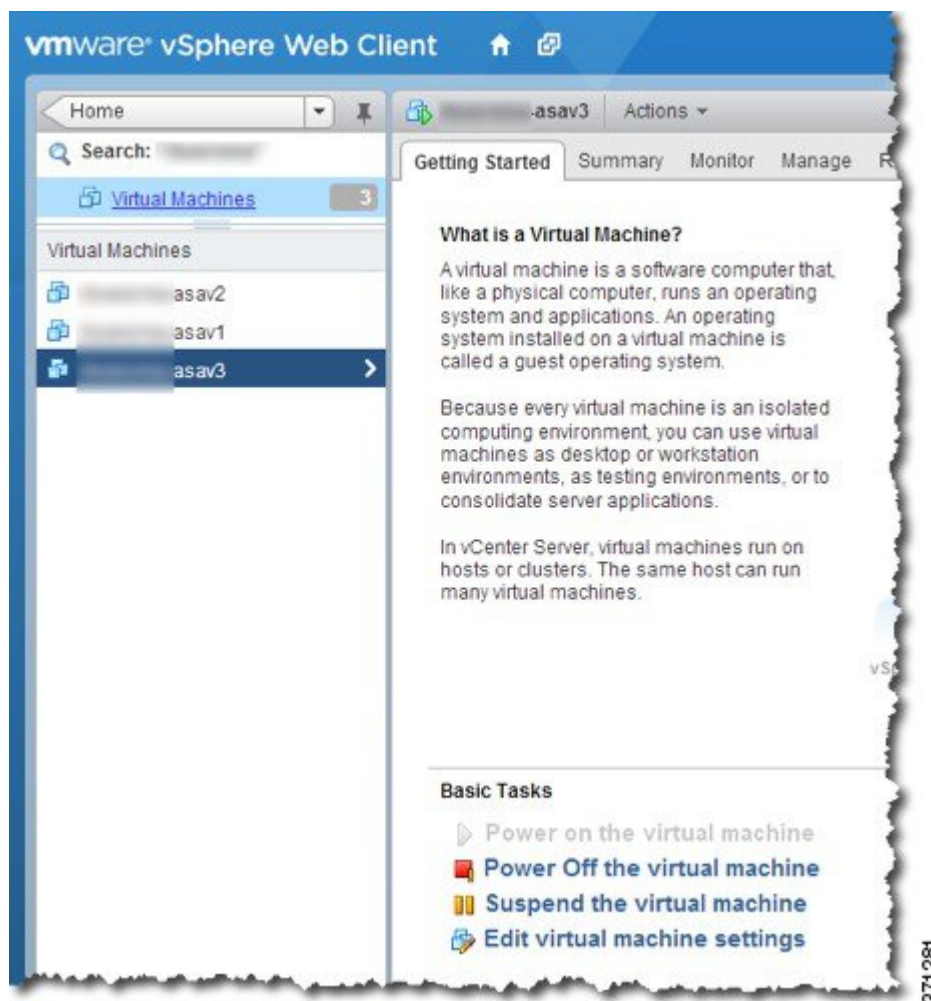 vmware® vSphere Web Client
Home
Search:
Virtual Machines 3
Virtual Machines
asav2
asav1
asav3
-asav3 Actions
Getting Started Summary Monitor Manage R
What is a Virtual Machine?
A virtual machine is a software computer that,
like a physical computer, runs an operating
system and applications. An operating
system installed on a virtual machine is
called a guest operating system.
Because every virtual machine is an isolated
computing environment, you can use virtual
machines as desktop or workstation
environments, as testing environments, or to
consolidate server applications.
In vCenter Server, virtual machines run on
hosts or clusters. The same host can run
many virtual machines.
vSp
Basic Tasks
Power on the virtual machine
Power Off the virtual machine
Suspend the virtual machine
Edit virtual machine settings